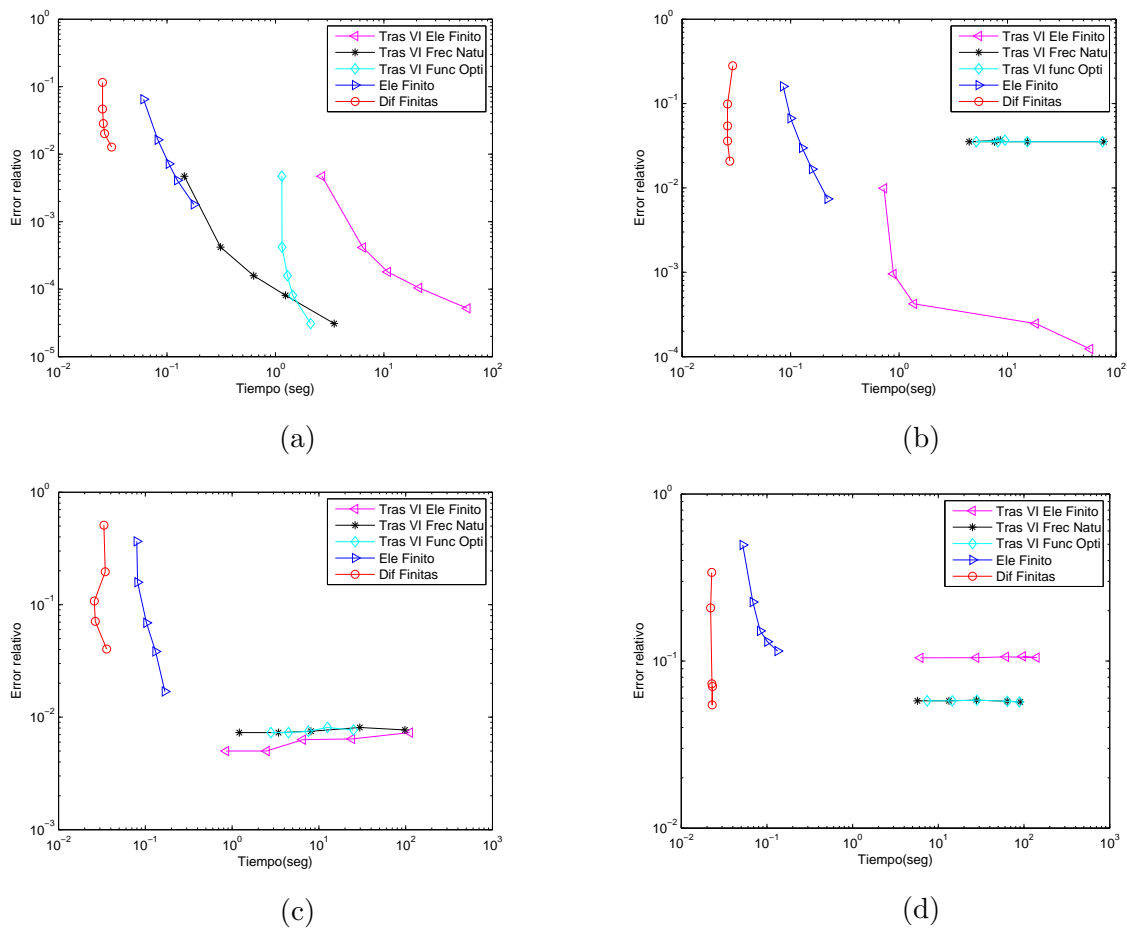 10^0
10^-1
10^-2
10^-3
10^-4
10^-5
Error relativo
Tras VI Ele Finito
Tras VI Frec Natu
Tras VI Func Opti
Ele Finito
Dif Finitas
10^-2
10^-1
10^0
10^1
10^2
Tiempo (seg)
(a)
10^0
10^-1
10^-2
10^-3
10^-4
Error relativo
Tras VI Ele Finito
Tras VI Frec Natu
Tras VI func Opti
Ele Finito
Dif Finitas
10^-2
10^-1
10^0
10^1
10^2
Tiempo(seg)
(b)
10^0
10^-1
10^-2
10^-3
Error relativo
Tras VI Ele Finito
Tras VI Frec Natu
Tras VI Func Opti
Ele Finito
Dif Finitas
10^-2
10^-1
10^0
10^1
10^2
10^3
Tiempo(seg)
(c)
10^0
10^-1
10^-2
Error relativo
Tras VI Ele Finito
Tras VI Frec Natu
Tras VI Func Opti
Ele Finito
Dif Finitas
10^-2
10^-1
10^0
10^1
10^2
10^3
Tiempo(seg)
(d)